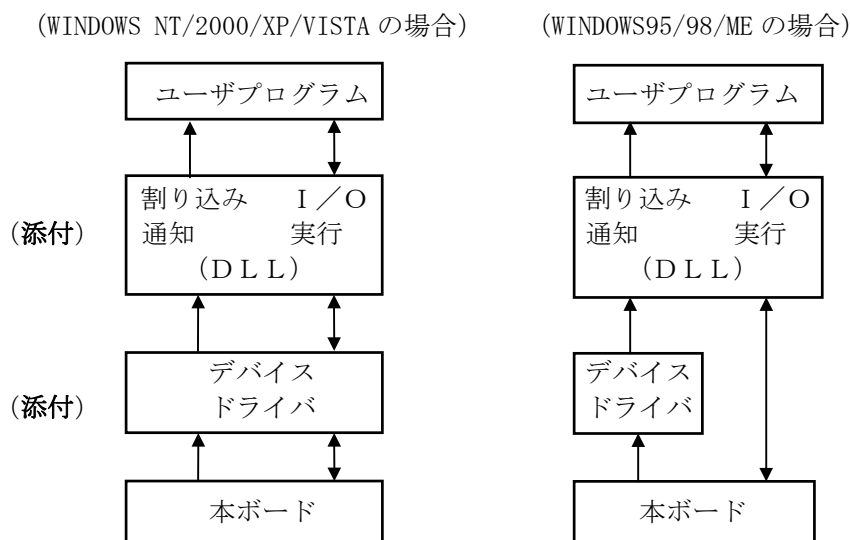 (WINDOWS NT/2000/XP/VISTA の場合)
(WINDOWS95/98/ME の場合)
ユーザプログラム
ユーザプログラム
(添付)
割り込み　Ｉ／Ｏ
通知　　　実行
(ＤＬＬ)
割り込み　Ｉ／Ｏ
通知　　　実行
(ＤＬＬ)
(添付)
デバイス
ドライバ
デバイス
ドライバ
本ボード
本ボード